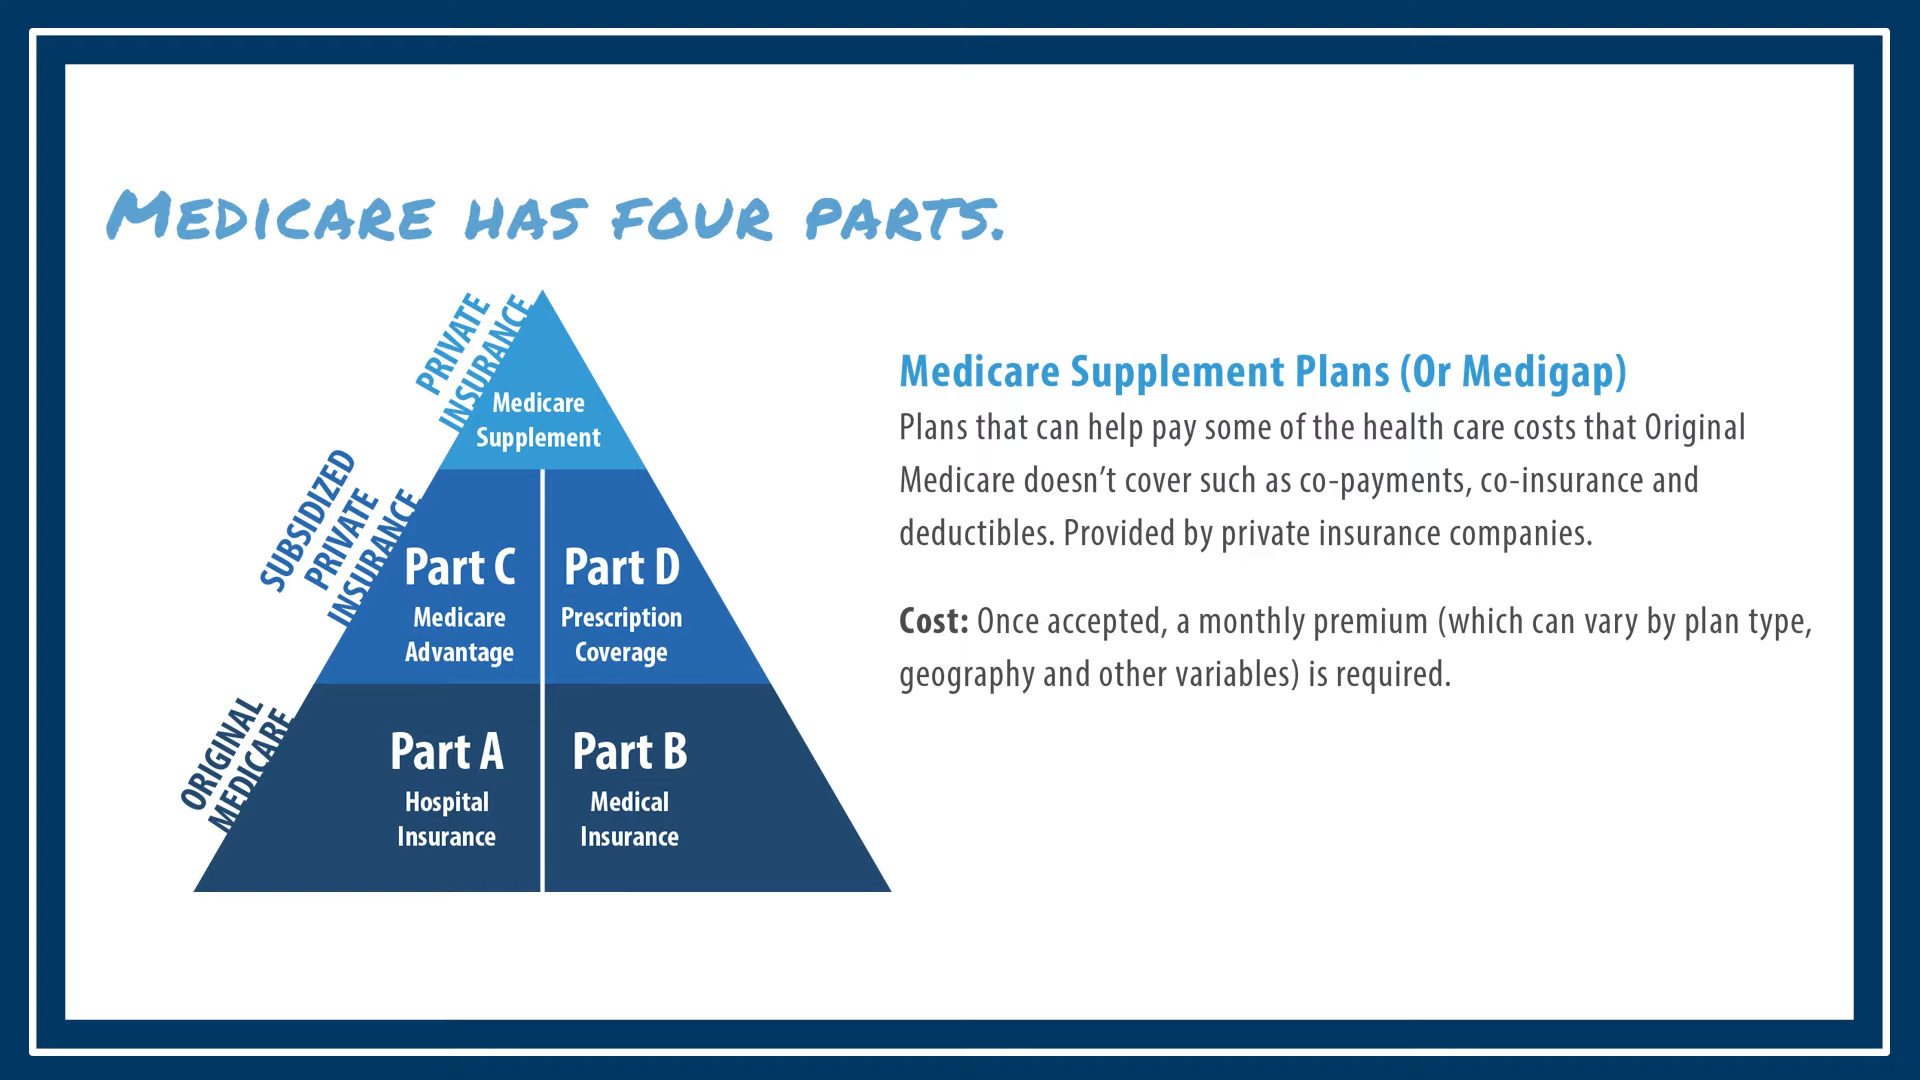 MEDICARE HAS FOUR PARTS.
PRIVATE
INSURANCE
Medicare
Supplement
SUBSIDIZED
PRIVATE
INSURANCE
Part C
Medicare
Advantage
Part D
Prescription
Coverage
ORIGINAL
MEDICARE
Part A
Hospital
Insurance
Part B
Medical
Insurance
Medicare Supplement Plans (Or Medigap)
Plans that can help pay some of the health care costs that Original
Medicare doesn’t cover such as co-payments, co-insurance and
deductibles. Provided by private insurance companies.
Cost: Once accepted, a monthly premium (which can vary by plan type,
geography and other variables) is required.